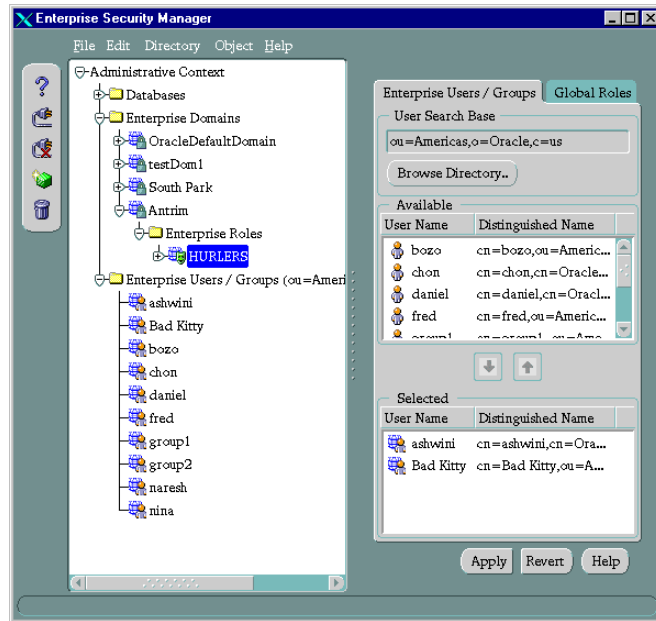 Enterprise Security Manager
File Edit Directory Object Help
Administrative Context
Databases
Enterprise Domains
OracleDefaultDomain
testDom1
South Park
Antrim
Enterprise Roles
HURLERS
Enterprise Users / Groups (ou=Ameri
ashwini
Bad Kitty
bozo
chon
daniel
fred
group1
group2
naresh
nina
Enterprise Users / Groups Global Roles
User Search Base
ou=Americas,o=Oracle,c=us
Browse Directory..
Available
User Name Distinguished Name
bozo cn=bozo,ou=Americ...
chon cn=chon,cn=Oracle...
daniel cn=daniel,cn=Oracl...
fred cn=fred,ou=Americ...
group1 cn=group1,ou=Ame...
Selected
User Name Distinguished Name
ashwini cn=ashwini,cn=Ora...
Bad Kitty cn=Bad Kitty,ou=A...
Apply Revert Help